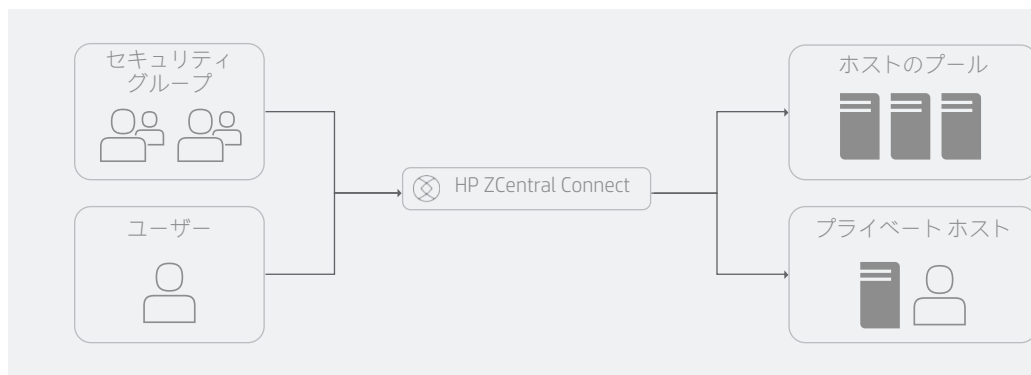 セキュリティ
グループ
ユーザー
HP ZCentral Connect
ホストのプール
プライベート ホスト